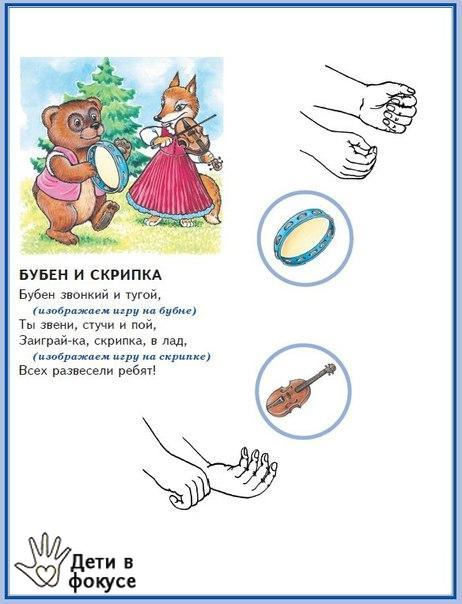 БУБЕН И СКРИПКА
Бубен звонкий и тугой,
(изображаем игру на бубне)
Ты звени, стучи и пой,
Заиграй-ка, скрипка, в лад,
(изображаем игру на скрипке)
Всех развесели ребят!
Дети в
фокусе